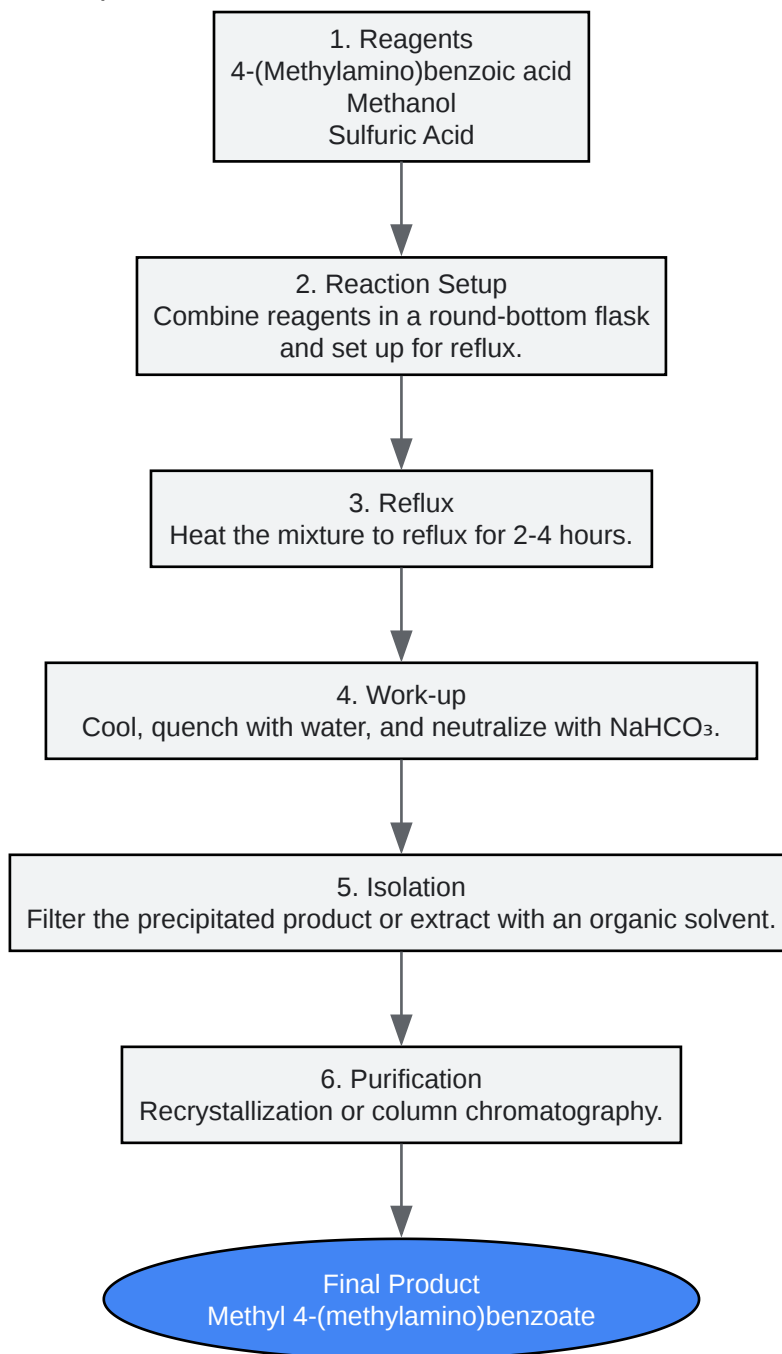 1. Reagents
4-(Methylamino)benzoic acid
Methanol
Sulfuric Acid
2. Reaction Setup
Combine reagents in a round-bottom flask
and set up for reflux.
3. Reflux
Heat the mixture to reflux for 2-4 hours.
4. Work-up
Cool, quench with water, and neutralize with NaHCO₃.
5. Isolation
Filter the precipitated product or extract with an organic solvent.
6. Purification
Recrystallization or column chromatography.
Final Product
Methyl 4-(methylamino)benzoate